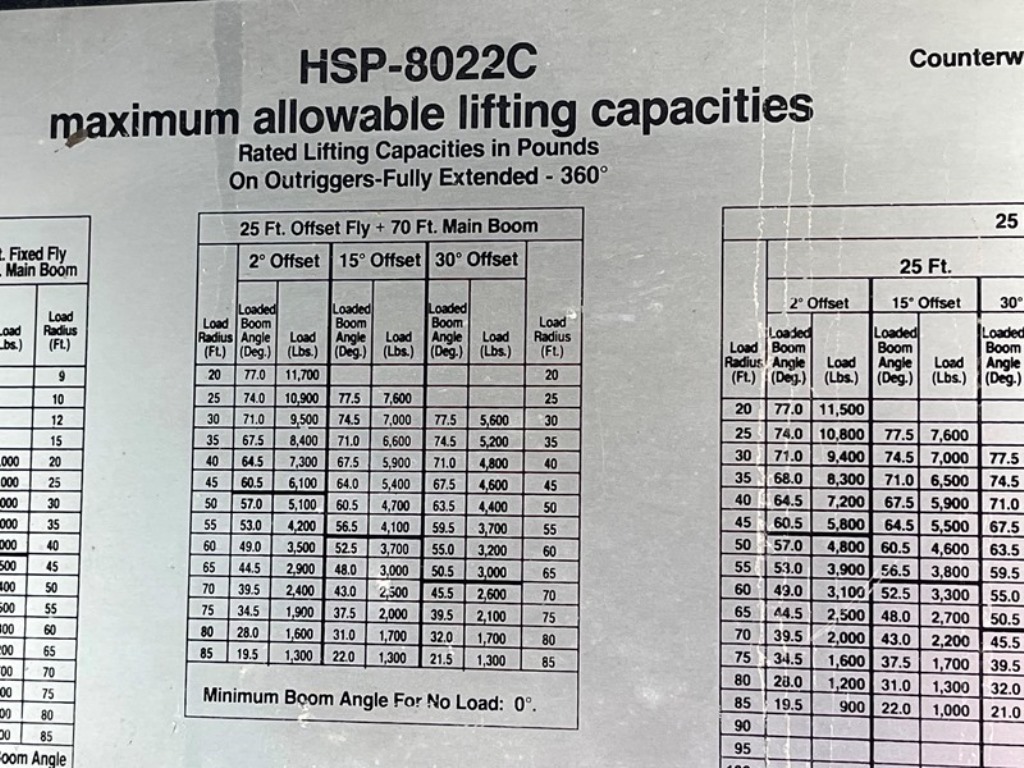 HSP-8022C
Counterw
maximum allowable lifting capacities
Rated Lifting Capacities in Pounds
On Outriggers-Fully Extended - 360°
t. Fixed Fly
Main Boom
Load Radius (Ft.)
9
10
12
15
000 20
000 25
000 30
000 35
000 40
500 45
400 50
500 55
300 60
200 65
00 70
00 75
00 80
00 85
Boom Angle
25 Ft. Offset Fly + 70 Ft. Main Boom
2° Offset 15° Offset 30° Offset
Load Radius (Ft.) Loaded Boom Angle (Deg.) Load (Lbs.) Loaded Boom Angle (Deg.) Load (Lbs.) Loaded Boom Angle (Deg.) Load (Lbs.) Load Radius (Ft.)
20 77.0 11,700 20
25 74.0 10,900 77.5 7,600 25
30 71.0 9,500 74.5 7,000 77.5 5,600 30
35 67.5 8,400 71.0 6,600 74.5 5,200 35
40 64.5 7,300 67.5 5,900 71.0 4,800 40
45 60.5 6,100 64.0 5,400 67.5 4,600 45
50 57.0 5,100 60.5 4,700 63.5 4,400 50
55 53.0 4,200 56.5 4,100 59.5 3,700 55
60 49.0 3,500 52.5 3,700 55.0 3,200 60
65 44.5 2,900 48.0 3,000 50.5 3,000 65
70 39.5 2,400 43.0 2,500 45.5 2,600 70
75 34.5 1,900 37.5 2,000 39.5 2,100 75
80 28.0 1,600 31.0 1,700 32.0 1,700 80
85 19.5 1,300 22.0 1,300 21.5 1,300 85
Minimum Boom Angle For No Load: 0°.
25
25 Ft.
2° Offset 15° Offset 30°
Load Radius (Ft.) Loaded Boom Angle (Deg.) Load (Lbs.) Loaded Boom Angle (Deg.) Load (Lbs.) Loaded Boom Angle (Deg.)
20 77.0 11,500
25 74.0 10,800 77.5 7,600
30 71.0 9,400 74.5 7,000 77.5
35 68.0 8,300 71.0 6,500 74.5
40 64.5 7,200 67.5 5,900 71.0
45 60.5 5,800 64.5 5,500 67.5
50 57.0 4,800 60.5 4,600 63.5
55 53.0 3,900 56.5 3,800 59.5
60 49.0 3,100 52.5 3,300 55.0
65 44.5 2,500 48.0 2,700 50.5
70 39.5 2,000 43.0 2,200 45.5
75 34.5 1,600 37.5 1,700 39.5
80 28.0 1,200 31.0 1,300 32.0
85 19.5 900 22.0 1,000 21.0
90
95